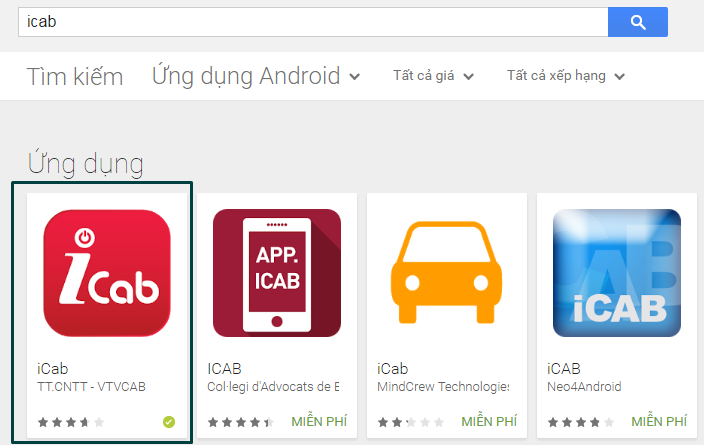 icab
Tìm kiếm Ứng dụng Android Tất cả giá Tất cả xếp hạng
Ứng dụng
iCab
APP.
ICAB
iCAB
iCab
TT.CNTT - VTVCAB
ICAB
Col·legi d'Advocats de B
MIỄN PHÍ
iCab
MindCrew Technologies
MIỄN PHÍ
iCAB
Neo4Android
MIỄN PHÍ